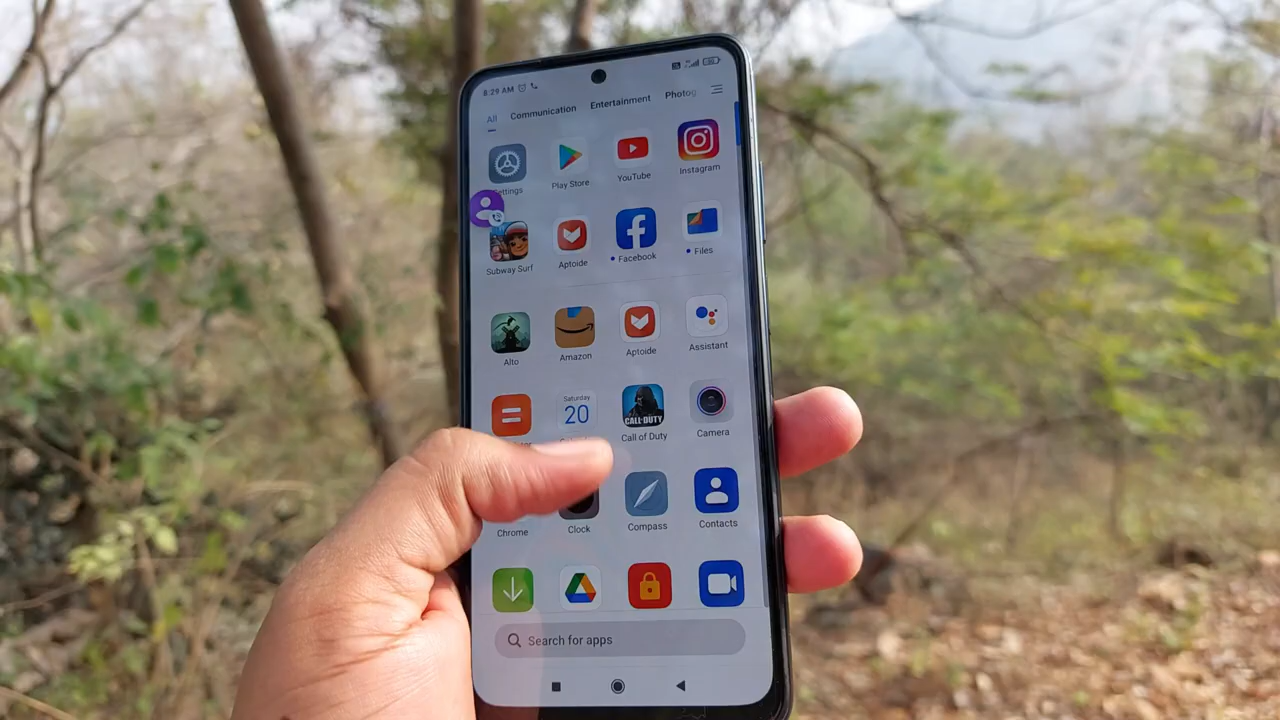 8:29 AM
All Communication Entertainment Photog
Settings Play Store YouTube Instagram
Subway Surf Aptoide Facebook Files
Alto Amazon Aptoide Assistant
Saturday
20
CALL DUTY
Call of Duty Camera
Chrome Clock Compass Contacts
Search for apps